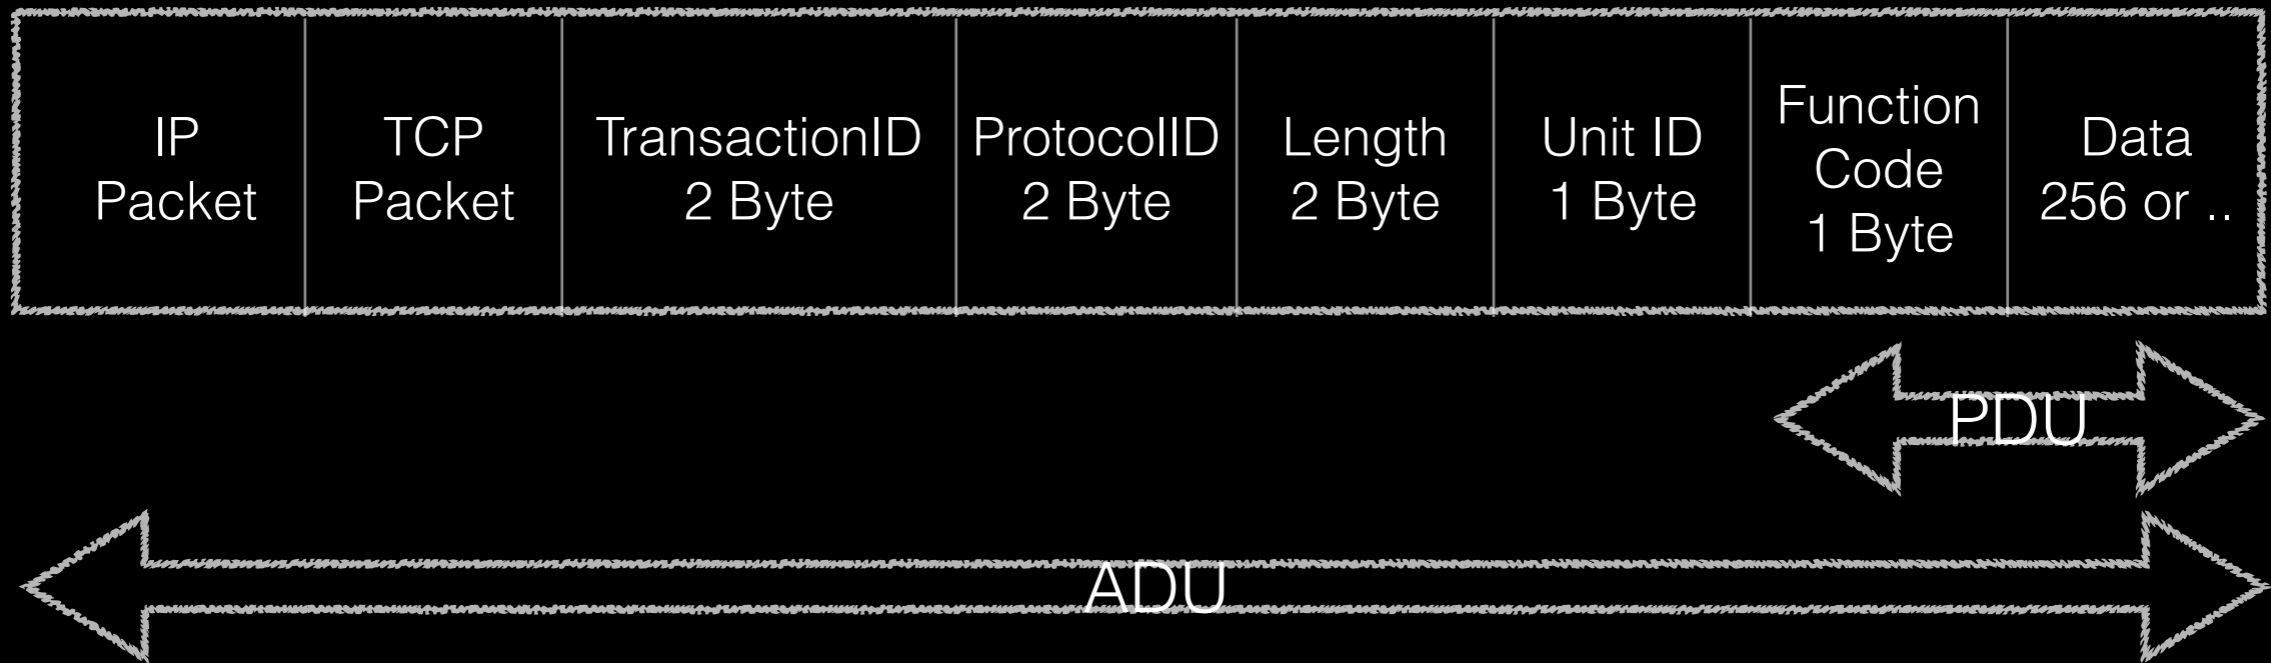 IP
Packet
TCP
Packet
TransactionID
2 Byte
ProtocolID
2 Byte
Length
2 Byte
Unit ID
1 Byte
Function
Code
1 Byte
Data
256 or ..
PDU
ADU